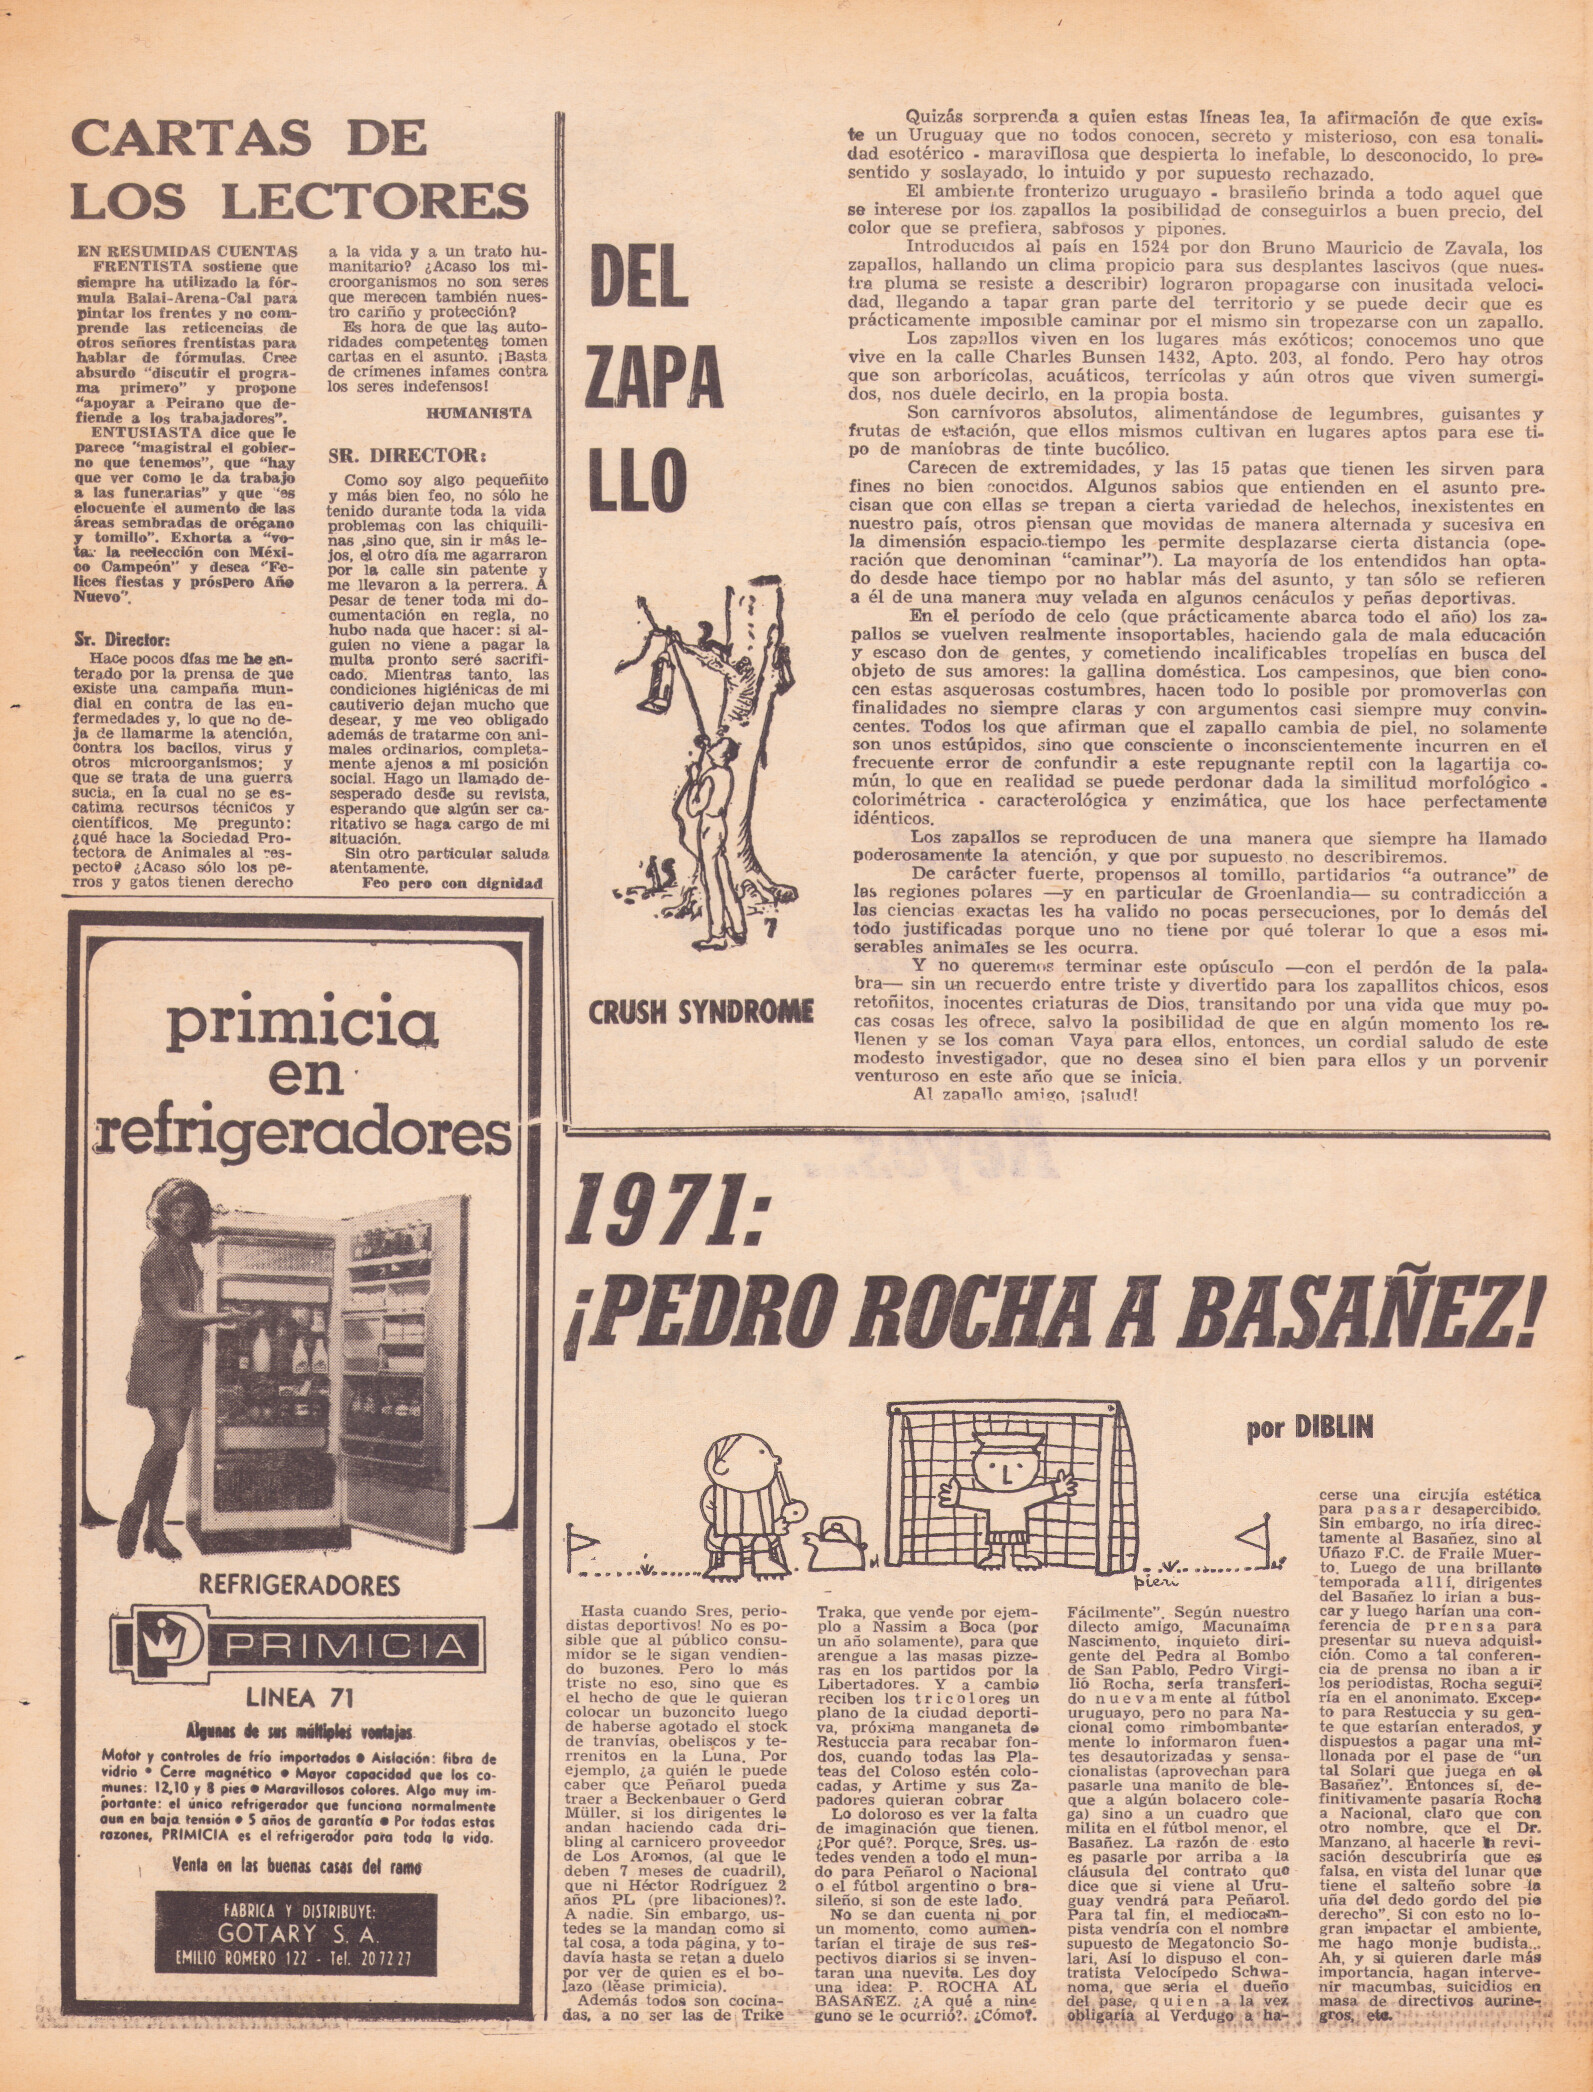 CARTAS DE
LOS LECTORES
EN RESUMIDAS CUENTAS
FRENTISTA sostiene que
siempre ha utilizado la fór-
mula Balai-Arena-Cal para
pintar los frentes y no com-
prende las reticencias de
otros señores frentistas para
hablar de fórmulas. Cree
absurdo "discutir el progra-
ma primero" y propone
"apoyar a Peirano que de-
fiende a los trabajadores".
ENTUSIASTA dice que le
parece "magistral el gobier-
no que tenemos", que "hay
que ver como le da trabajo
a las funerarias" y que "es
elocuente el aumento de las
áreas sembradas de orégano
y tomillo". Exhorta a "vo-
tar la reelección con Méxi-
co Campeón" y desea "Fe-
lices fiestas y próspero Año
Nuevo".
Sr. Director:
Hace pocos días me he en-
terado por la prensa de que
existe una campaña mun-
dial en contra de las en-
fermedades y, lo que no de-
ja de llamarme la atención,
contra los bacilos, virus y
otros microorganismos; y
que se trata de una guerra
sucia, en la cual no se es-
catima recursos técnicos y
científicos. Me pregunto:
¿qué hace la Sociedad Pro-
tectora de Animales al res-
pecto? ¿Acaso sólo los pe-
rros y gatos tienen derecho
a la vida y a un trato hu-
manitario? ¿Acaso los mi-
croorganismos no son seres
que merecen también nues-
tro cariño y protección?
Es hora de que las auto-
ridades competentes tomen
cartas en el asunto. ¡Basta
de crímenes infames contra
los seres indefensos!
HUMANISTA
SR. DIRECTOR:
Como soy algo pequeñito
y más bien feo, no sólo he
tenido durante toda la vida
problemas con las chiquili-
nas ,sino que, sin ir más le-
jos, el otro día me agarraron
por la calle sin patente y
me llevaron a la perrera. A
pesar de tener toda mi do-
cumentación en regla, no
hubo nada que hacer: si al-
guien no viene a pagar la
multa pronto seré sacrifi-
cado. Mientras tanto, las
condiciones higiénicas de mi
cautiverio dejan mucho que
desear, y me veo obligado
además de tratarme con ani-
males ordinarios, completa-
mente ajenos a mi posición
social. Hago un llamado de-
sesperado desde su revista,
esperando que algún ser ca-
ritativo se haga cargo de mi
situación.
Sin otro particular saluda
atentamente.
Feo pero con dignidad
DEL
ZAPA
LLO
7
CRUSH SYNDROME
Quizás sorprenda a quien estas líneas lea, la afirmación de que exis-
te un Uruguay que no todos conocen, secreto y misterioso, con esa tonali-
dad esotérico - maravillosa que despierta lo inefable, lo desconocido, lo pre-
sentido y soslayado, lo intuido y por supuesto rechazado.
El ambiente fronterizo uruguayo - brasileño brinda a todo aquel que
se interese por los zapallos la posibilidad de conseguirlos a buen precio, del
color que se prefiera, sabrosos y pipones.
Introducidos al país en 1524 por don Bruno Mauricio de Zavala, los
zapallos, hallando un clima propicio para sus desplantes lascivos (que nues-
tra pluma se resiste a describir) lograron propagarse con inusitada veloci-
dad, llegando a tapar gran parte del territorio y se puede decir que es
prácticamente imposible caminar por el mismo sin tropezarse con un zapallo.
Los zapallos viven en los lugares más exóticos; conocemos uno que
vive en la calle Charles Bunsen 1432, Apto. 203, al fondo. Pero hay otros
que son arborícolas, acuáticos, terrícolas y aún otros que viven sumergi-
dos, nos duele decirlo, en la propia bosta.
Son carnívoros absolutos, alimentándose de legumbres, guisantes y
frutas de estación, que ellos mismos cultivan en lugares aptos para ese ti-
po de maniobras de tinte bucólico.
Carecen de extremidades, y las 15 patas que tienen les sirven para
fines no bien conocidos. Algunos sabios que entienden en el asunto pre-
cisan que con ellas se trepan a cierta variedad de helechos, inexistentes en
nuestro país, otros piensan que movidas de manera alternada y sucesiva en
la dimensión espacio-tiempo les permite desplazarse cierta distancia (ope-
ración que denominan "caminar"). La mayoría de los entendidos han opta-
do desde hace tiempo por no hablar más del asunto, y tan sólo se refieren
a él de una manera muy velada en algunos cenáculos y peñas deportivas.
En el período de celo (que prácticamente abarca todo el año) los za-
pallos se vuelven realmente insoportables, haciendo gala de mala educación
y escaso don de gentes, y cometiendo incalificables tropelías en busca del
objeto de sus amores: la gallina doméstica. Los campesinos, que bien cono-
cen estas asquerosas costumbres, hacen todo lo posible por promoverlas con
finalidades no siempre claras y con argumentos casi siempre muy convin-
centes. Todos los que afirman que el zapallo cambia de piel, no solamente
son unos estúpidos, sino que consciente o inconscientemente incurren en el
frecuente error de confundir a este repugnante reptil con la lagartija co-
mún, lo que en realidad se puede perdonar dada la similitud morfológico -
colorimétrica - caracterológica y enzimática, que los hace perfectamente
idénticos.
Los zapallos se reproducen de una manera que siempre ha llamado
poderosamente la atención, y que por supuesto no describiremos.
De carácter fuerte, propensos al tomillo, partidarios "a outrance" de
las regiones polares —y en particular de Groenlandia— su contradicción a
las ciencias exactas les ha valido no pocas persecuciones, por lo demás del
todo justificadas porque uno no tiene por qué tolerar lo que a esos mi-
serables animales se les ocurra.
Y no queremos terminar este opúsculo —con el perdón de la pala-
bra— sin un recuerdo entre triste y divertido para los zapallitos chicos, esos
retoñitos, inocentes criaturas de Dios, transitando por una vida que muy po-
cas cosas les ofrece, salvo la posibilidad de que en algún momento los re-
llenen y se los coman Vaya para ellos, entonces, un cordial saludo de este
modesto investigador, que no desea sino el bien para ellos y un porvenir
venturoso en este año que se inicia.
Al zapallo amigo, ¡salud!
primicia
en
refrigeradores
REFRIGERADORES
PRIMICIA
LINEA 71
Algunas de sus múltiples ventajas
Motor y controles de frío importados • Aislación: fibra de
vidrio • Cerre magnético • Mayor capacidad que los co-
munes: 12,10 y 8 pies • Maravillosos colores. Algo muy im-
portante: el único refrigerador que funciona normalmente
aun en baja tensión • 5 años de garantía • Por todas estas
razones, PRIMICIA es el refrigerador para toda la vida.
Venta en las buenas casas del ramo
FABRICA Y DISTRIBUYE:
GOTARY S. A.
EMILIO ROMERO 122 - Tel. 20 72 27
1971:
¡PEDRO ROCHA A BASAÑEZ!
por DIBLIN
pieri
Hasta cuando Sres, perio-
distas deportivos! No es po-
sible que al público consu-
midor se le sigan vendien-
do buzones. Pero lo más
triste no eso, sino que es
el hecho de que le quieran
colocar un buzoncito luego
de haberse agotado el stock
de tranvías, obeliscos y te-
rrenitos en la Luna. Por
ejemplo, ¿a quién le puede
caber que Peñarol pueda
traer a Beckenbauer o Gerd
Müller, si los dirigentes le
andan haciendo cada dri-
bling al carnicero proveedor
de Los Aromos, (al que le
deben 7 meses de cuadril),
que ni Héctor Rodríguez 2
años PL (pre libaciones)?.
A nadie. Sin embargo, us-
tedes se la mandan como si
tal cosa, a toda página, y to-
davía hasta se retan a duelo
por ver de quien es el bo-
lazo (léase primicia).
Además todos son cocina-
das, a no ser las de Trike
Traka, que vende por ejem-
plo a Nassim a Boca (por
un año solamente), para que
arengue a las masas pizze-
ras en los partidos por la
Libertadores. Y a cambio
reciben los tricolores un
plano de la ciudad deporti-
va, próxima manganeta de
Restuccia para recabar fon-
dos, cuando todas las Pla-
teas del Coloso estén colo-
cadas, y Artime y sus Za-
padores quieran cobrar
Lo doloroso es ver la falta
de imaginación que tienen.
¿Por qué?. Porque, Sres. us-
tedes venden a todo el mun-
do para Peñarol o Nacional
o el fútbol argentino o bra-
sileño, si son de este lado.
No se dan cuenta ni por
un momento, como aumen-
tarían el tiraje de sus res-
pectivos diarios si se inven-
taran una nuevita. Les doy
una idea: P. ROCHA AL
BASAÑEZ. ¿A qué a nin-
guno se le ocurrió?. ¿Cómo?.
Fácilmente". Según nuestro
dilecto amigo, Macunaíma
Nascimento, inquieto diri-
gente del Pedra al Bombo
de San Pablo, Pedro Virgi-
lio Rocha, sería transferi-
do nuevamente al fútbol
uruguayo, pero no para Na-
cional como rimbombante-
mente lo informaron fuen-
tes desautorizadas y sensa-
cionalistas (aprovechan para
pasarle una manito de ble-
que a algún bolacero cole-
ga) sino a un cuadro que
milita en el fútbol menor, el
Basañez. La razón de esto
es pasarle por arriba a la
cláusula del contrato que
dice que si viene al Uru-
guay vendrá para Peñarol.
Para tal fin, el mediocam-
pista vendría con el nombre
supuesto de Megatoncio So-
lari, Así lo dispuso el con-
tratista Velocípedo Schwa-
noma, que sería el dueño
del pase, quien a la vez
obligaría al Verdugo a ha-
cerse una cirujía estética
para pasar desapercibido.
Sin embargo, no iría direc-
tamente al Basañez, sino al
Uñazo F.C. de Fraile Muer-
to. Luego de una brillante
temporada allí, dirigentes
del Basañez lo irian a bus-
car y luego harían una con-
ferencia de prensa para
presentar su nueva adquisi-
ción. Como a tal conferen-
cia de prensa no iban a ir
los periodistas, Rocha segui-
ría en el anonimato. Excep-
to para Restuccia y su gen-
te que estarían enterados, y
dispuestos a pagar una mi-
llonada por el pase de "un
tal Solari que juega en el
Basañez". Entonces sí, de-
finitivamente pasaría Rocha
a Nacional, claro que con
otro nombre, que el Dr.
Manzano, al hacerle la revi-
sación descubriría que es
falsa, en vista del lunar que
tiene el salteño sobre la
uña del dedo gordo del pie
derecho". Si con esto no lo-
gran impactar el ambiente,
me hago monje budista...
Ah, y si quieren darle más
importancia, hagan interve-
nir macumbas, suicidios en
masa de directivos aurine-
gros, etc.